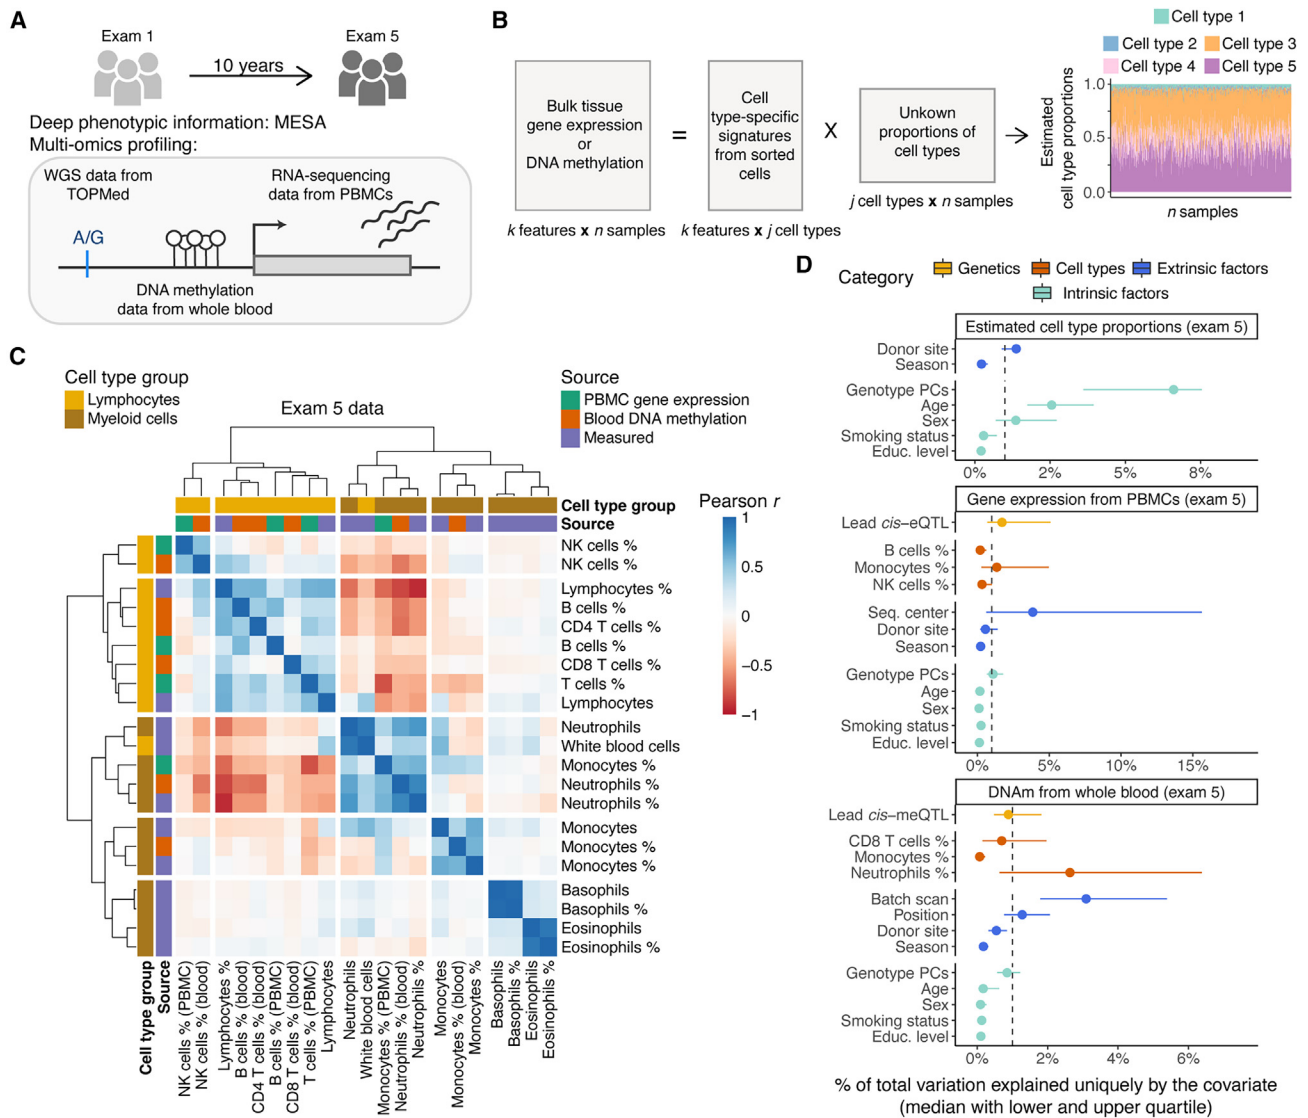 A
Exam 1
Exam 5
10 years
Deep phenotypic information: MESA
Multi-omics profiling:
WGS data from
TOPMed
RNA-sequencing
data from PBMCs
A/G
DNA methylation
data from whole blood
B
Bulk tissue
gene expression
or
DNA methylation
=
Cell
type-specific
signatures
from sorted
cells
X
Unkown
proportions of
cell types
k features x n samples
k features x j cell types
j cell types x n samples
Cell type 1
Cell type 2
Cell type 3
Cell type 4
Cell type 5
Estimated
cell type proportions
1.0
0.5
0.0
n samples
C
Cell type group
Lymphocytes
Myeloid cells
Exam 5 data
Source
PBMC gene expression
Blood DNA methylation
Measured
Cell type group
Source
Pearson r
1
0.5
0
−0.5
−1
NK cells %
NK cells %
Lymphocytes %
B cells %
CD4 T cells %
B cells %
CD8 T cells %
T cells %
Lymphocytes
Neutrophils
White blood cells
Monocytes %
Neutrophils %
Neutrophils %
Monocytes
Monocytes %
Monocytes %
Basophils
Basophils %
Eosinophils
Eosinophils %
Cell type group
Source
NK cells % (PBMC)
NK cells % (blood)
Lymphocytes %
B cells % (blood)
CD4 T cells % (blood)
B cells % (PBMC)
CD8 T cells % (blood)
T cells % (PBMC)
Lymphocytes
Neutrophils
White blood cells
Monocytes % (PBMC)
Neutrophils % (blood)
Neutrophils %
Monocytes
Monocytes % (blood)
Monocytes %
Basophils
Basophils %
Eosinophils
Eosinophils %
D
Category
Genetics
Cell types
Extrinsic factors
Intrinsic factors
Estimated cell type proportions (exam 5)
Donor site
Season
Genotype PCs
Age
Sex
Smoking status
Educ. level
0% 2% 5% 8%
Gene expression from PBMCs (exam 5)
Lead cis–eQTL
B cells %
Monocytes %
NK cells %
Seq. center
Donor site
Season
Genotype PCs
Age
Sex
Smoking status
Educ. level
0% 5% 10% 15%
DNAm from whole blood (exam 5)
Lead cis–meQTL
CD8 T cells %
Monocytes %
Neutrophils %
Batch scan
Position
Donor site
Season
Genotype PCs
Age
Sex
Smoking status
Educ. level
0% 2% 4% 6%
% of total variation explained uniquely by the covariate
(median with lower and upper quartile)